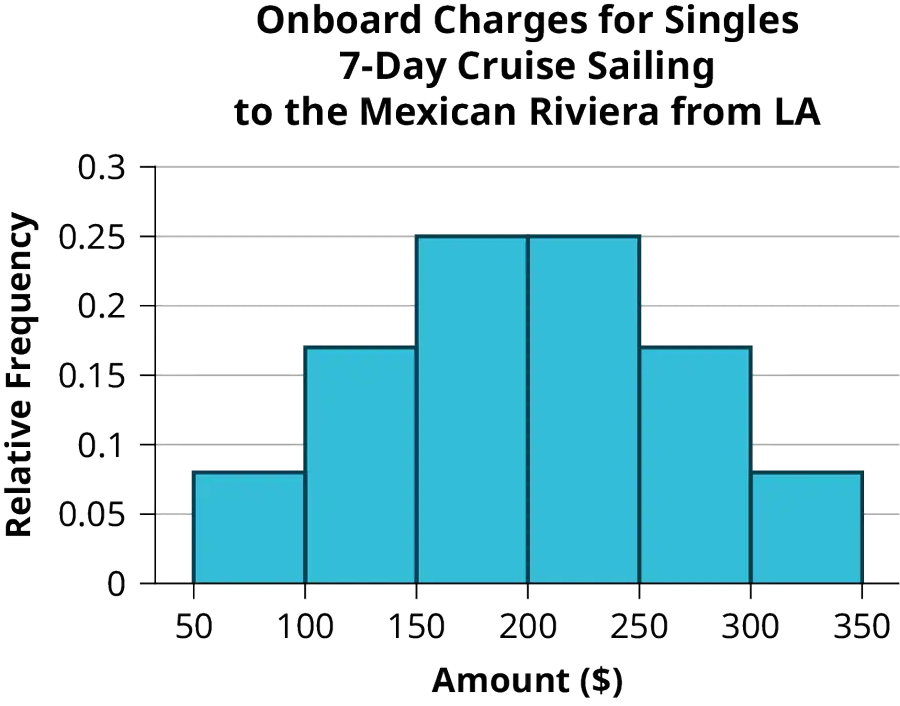 Onboard Charges for Singles
7-Day Cruise Sailing
to the Mexican Riviera from LA
Relative Frequency
0.3
0.25
0.2
0.15
0.1
0.05
0
50 100 150 200 250 300 350
Amount ($)